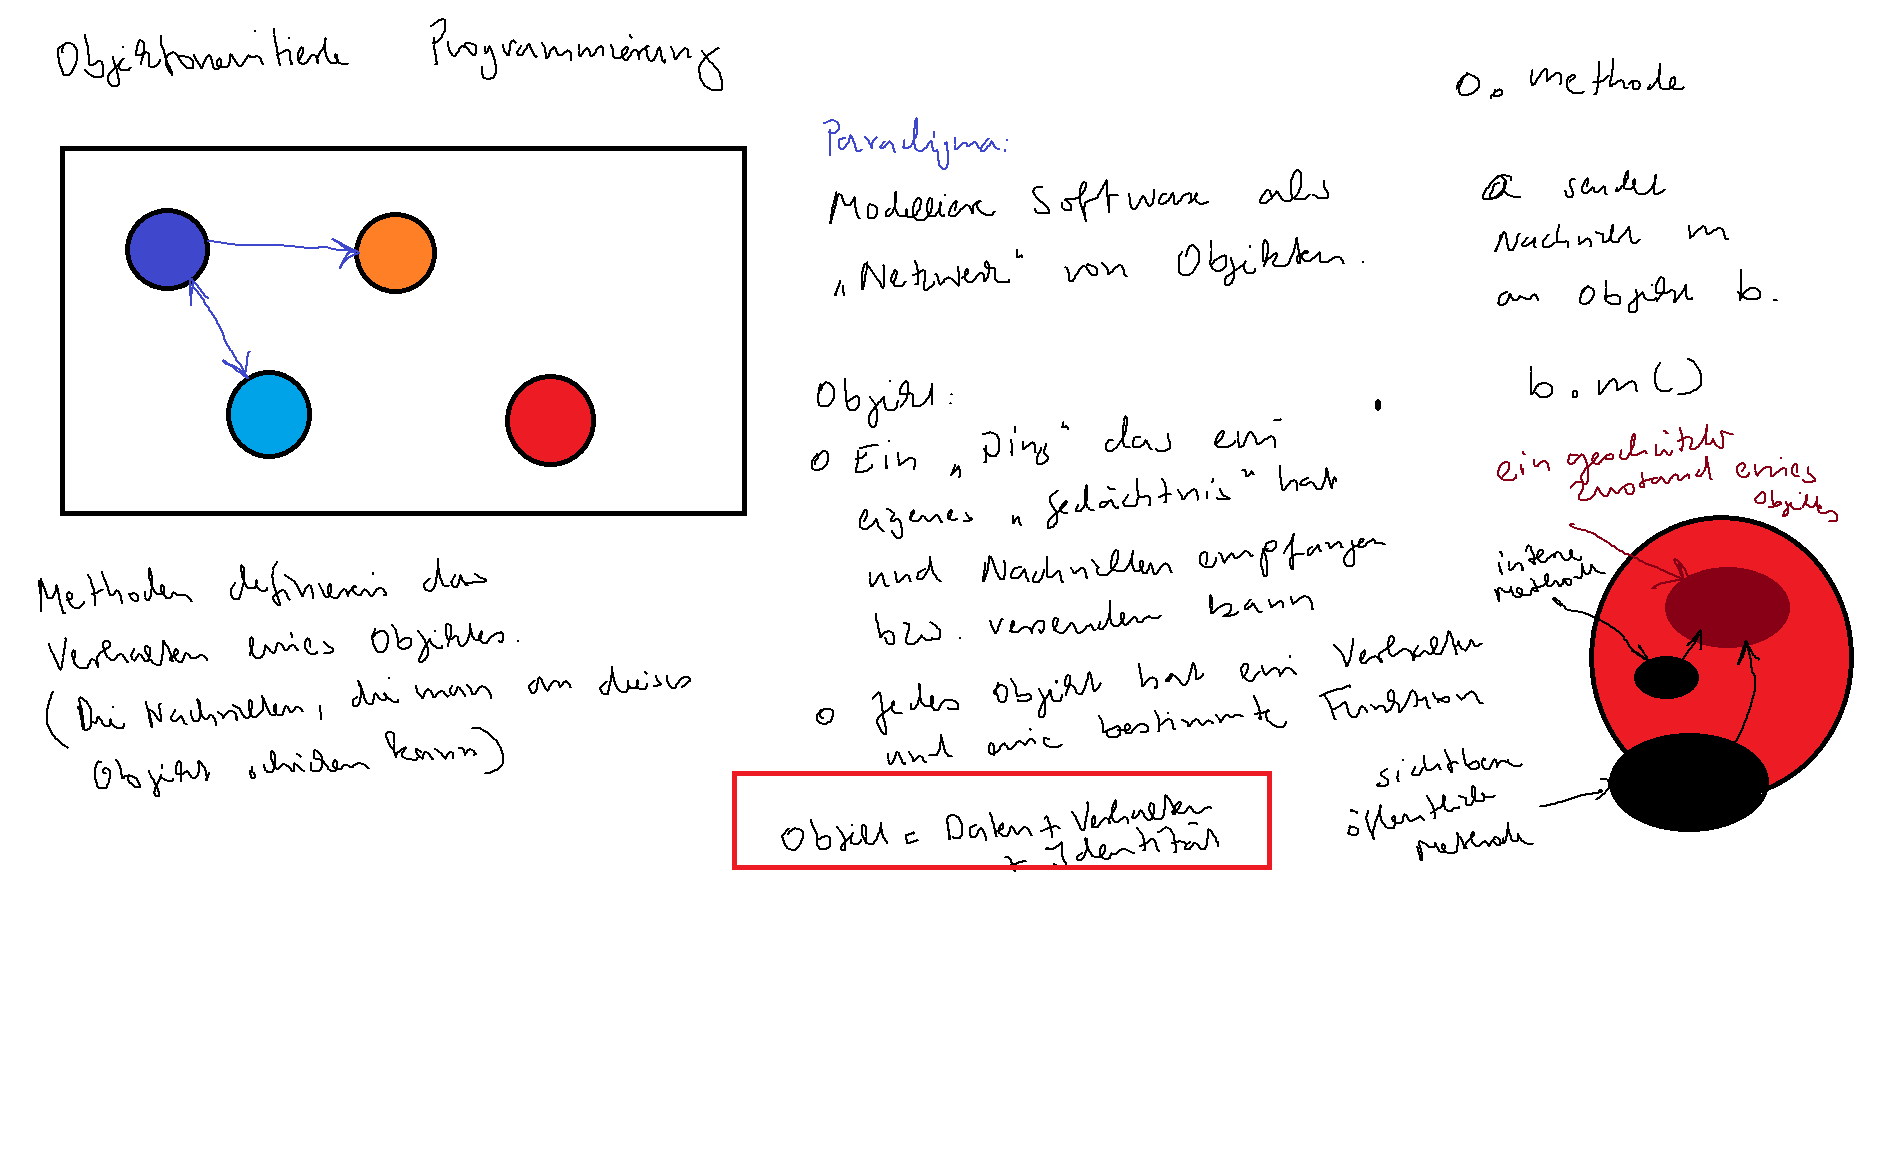 Objektorientierte Programmierung
Paradigma:
Modelliere Software als
„Netzwerk“ von Objekten.
Objekt:
o Ein „Ding“ das ein
eigenes „Gedächtnis“ hat
und Nachrichten empfangen
bzw. versenden kann
o Jedes Objekt hat ein Verhalten
und eine bestimmte Funktion
Objekt = Daten + Verhalten
+ Identität
Methoden definieren das
Verhalten eines Objektes.
(Die Nachrichten, die man an dieses
Objekt schicken kann)
o. methode
a sendet
Nachricht m
an Objekt b.
b.m()
ein geschützter
Zustand eines
Objektes
interne
Methode
sichtbare
öffentliche
Methode